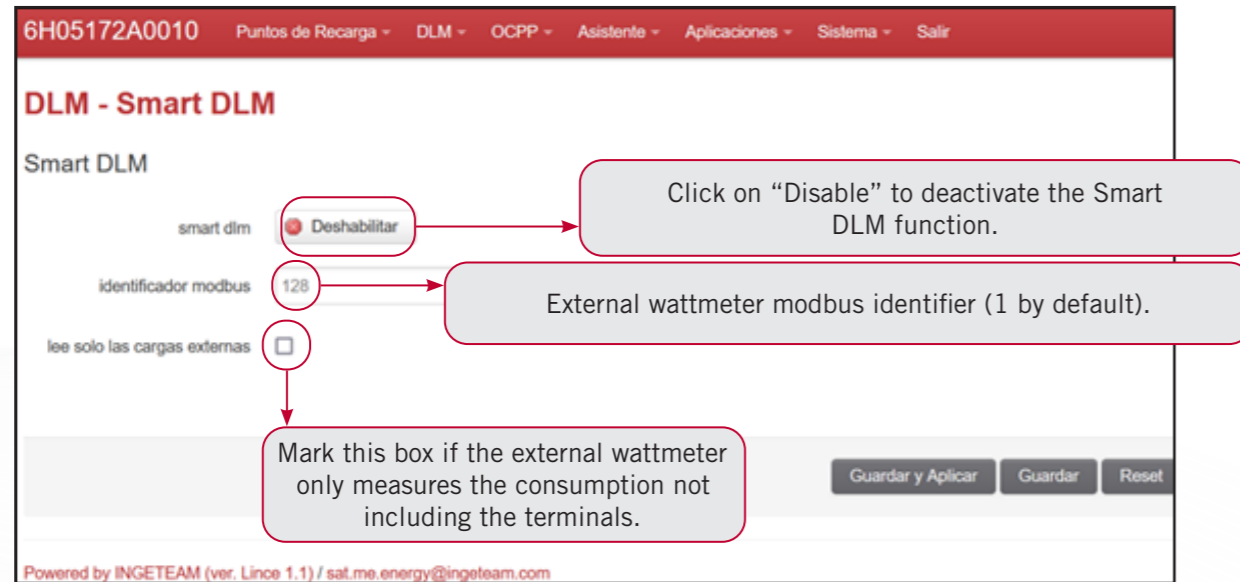 6H05172A0010 Puntos de Recarga DLM OCPP Asistente Aplicaciones Sistema Salir
DLM - Smart DLM
Smart DLM
smart dlm Deshabilitar
Click on “Disable” to deactivate the Smart
DLM function.
identificador modbus 128
External wattmeter modbus identifier (1 by default).
lee solo las cargas externas
Mark this box if the external wattmeter
only measures the consumption not
including the terminals.
Guardar y Aplicar Guardar Reset
Powered by INGETEAM (ver. Lince 1.1) / sat.me.energy@ingeteam.com